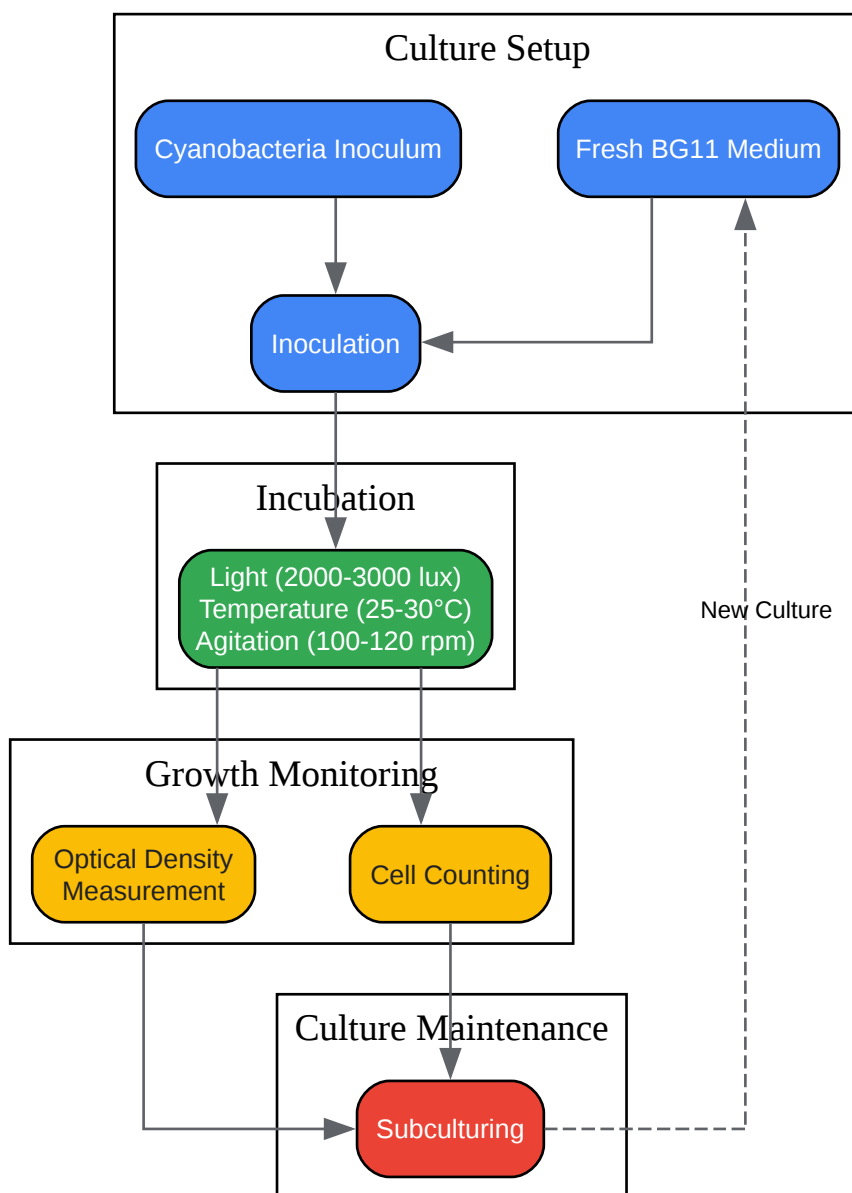 Culture Setup
Cyanobacteria Inoculum
Fresh BG11 Medium
Inoculation
Incubation
Light (2000-3000 lux)
Temperature (25-30°C)
Agitation (100-120 rpm)
New Culture
Growth Monitoring
Optical Density
Measurement
Cell Counting
Culture Maintenance
Subculturing